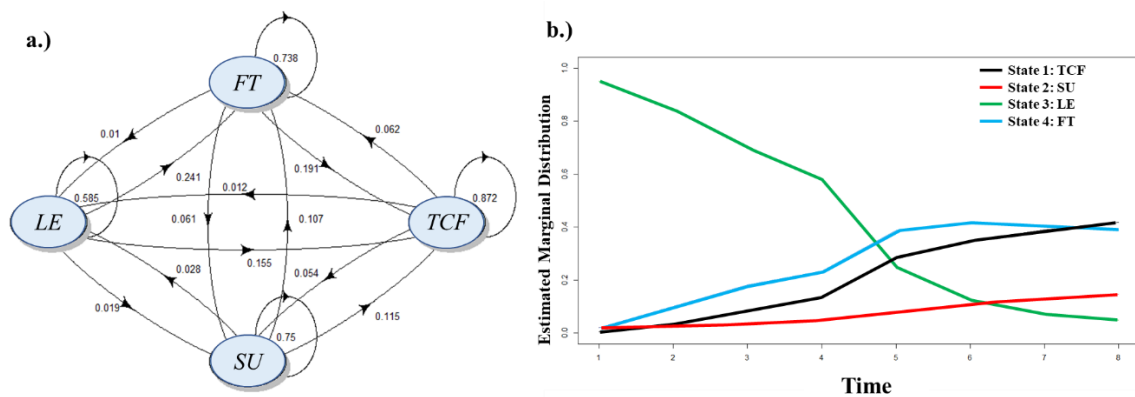 a.)
FT
0.738
0.01
0.062
0.241
0.191
0.585
0.012
0.872
LE
TCF
0.061
0.107
0.028
0.155
0.054
0.019
0.115
0.75
SU
b.)
Estimated Marginal Distribution
1.0
0.8
0.6
0.4
0.2
0.0
State 1: TCF
State 2: SU
State 3: LE
State 4: FT
1 2 3 4 5 6 7 8
Time